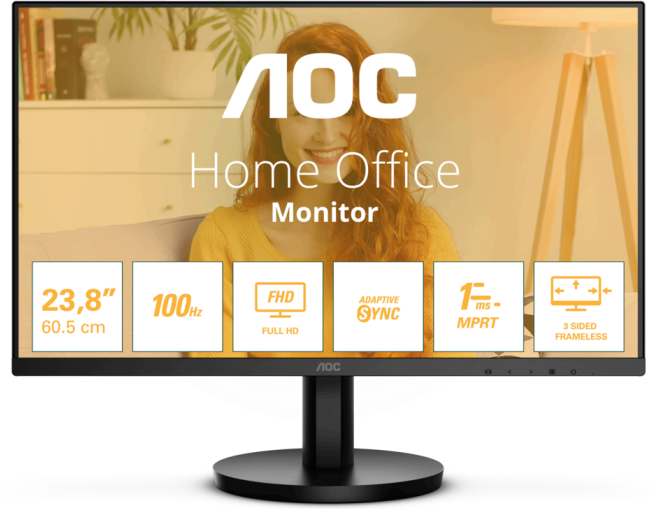 AOC
Home Office
Monitor
23,8”
60.5 cm
100Hz
FHD
FULL HD
ADAPTIVE
SYNC
1ms -
MPRT
3 SIDED
FRAMELESS
AOC